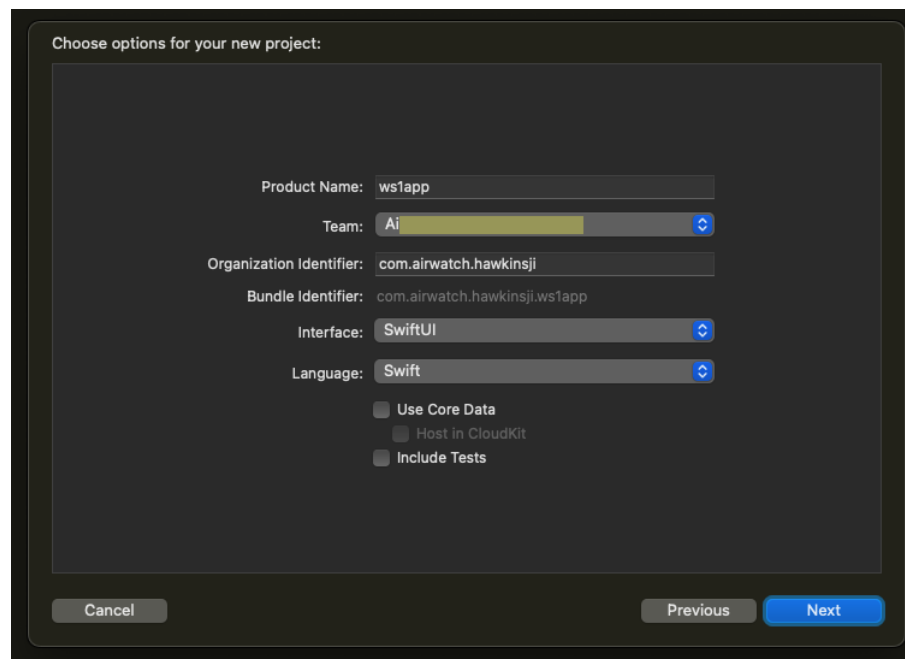 Choose options for your new project:
Product Name: ws1app
Team: Ai
Organization Identifier: com.airwatch.hawkinsji
Bundle Identifier: com.airwatch.hawkinsji.ws1app
Interface: SwiftUI
Language: Swift
Use Core Data
Host in CloudKit
Include Tests
Cancel Previous Next